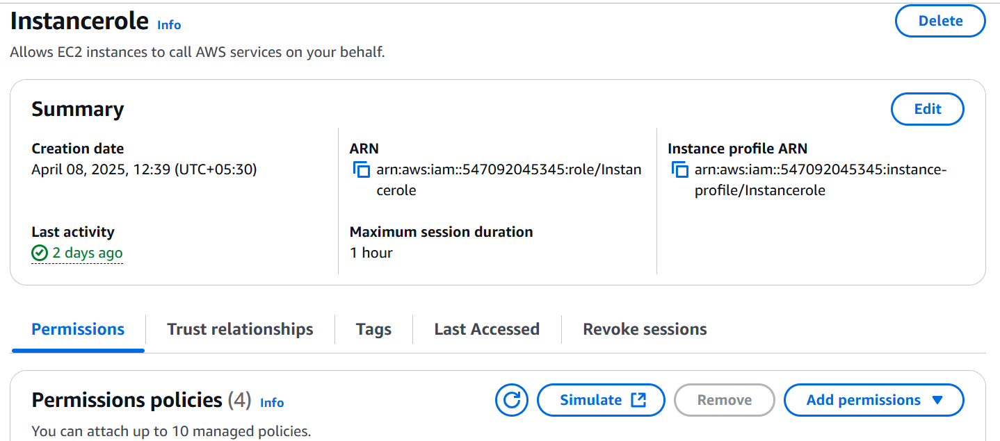 Instancerole Info
Delete
Allows EC2 instances to call AWS services on your behalf.
Summary
Edit
Creation date
April 08, 2025, 12:39 (UTC+05:30)
ARN
arn:aws:iam::547092045345:role/Instan
cerole
Instance profile ARN
arn:aws:iam::547092045345:instance-
profile/Instancerole
Last activity
2 days ago
Maximum session duration
1 hour
Permissions
Trust relationships
Tags
Last Accessed
Revoke sessions
Permissions policies (4) Info
Simulate
Remove
Add permissions
You can attach up to 10 managed policies.